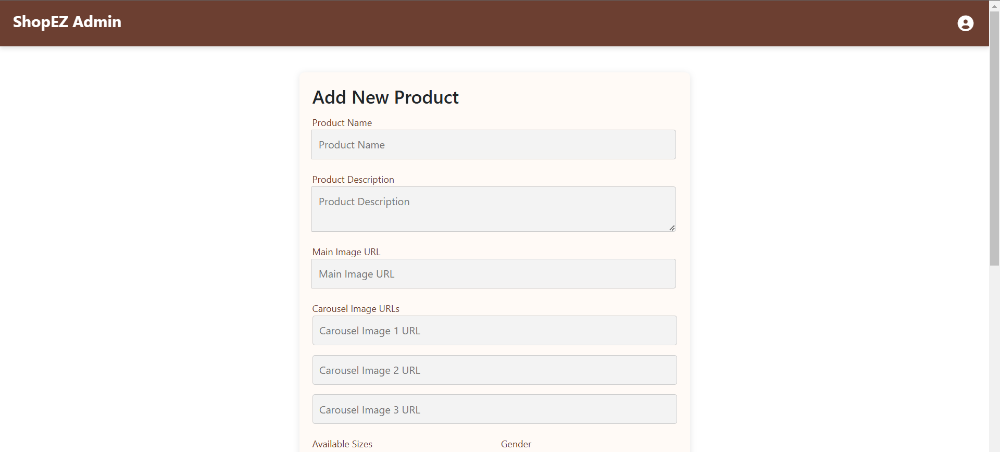 ShopEZ Admin
Add New Product
Product Name
Product Name
Product Description
Product Description
Main Image URL
Main Image URL
Carousel Image URLs
Carousel Image 1 URL
Carousel Image 2 URL
Carousel Image 3 URL
Available Sizes Gender